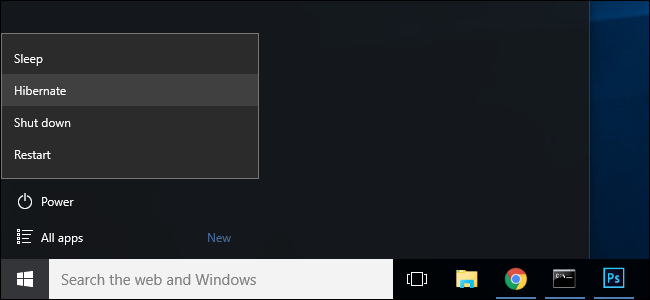 Sleep
Hibernate
Shut down
Restart
Power
All apps New
Search the web and Windows
C:\.
Ps